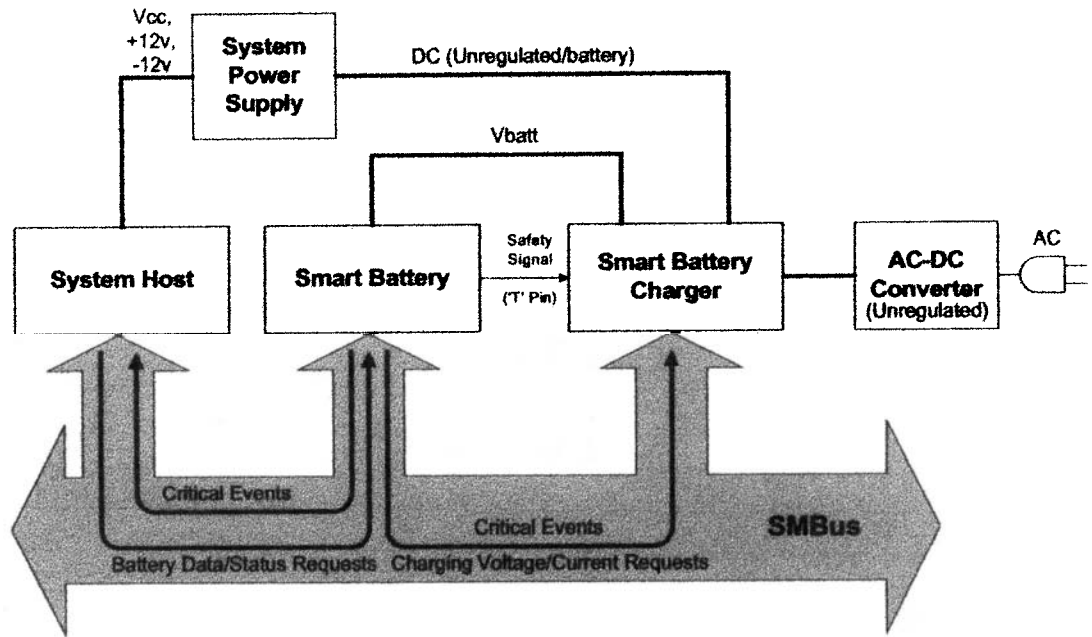 Vcc,
+12v,
-12v
System
Power
Supply
DC (Unregulated/battery)
Vbatt
System Host
Smart Battery
Safety
Signal
('T' Pin)
Smart Battery
Charger
AC-DC
Converter
(Unregulated)
AC
Critical Events
Critical Events
SMBus
Battery Data/Status Requests
Charging Voltage/Current Requests